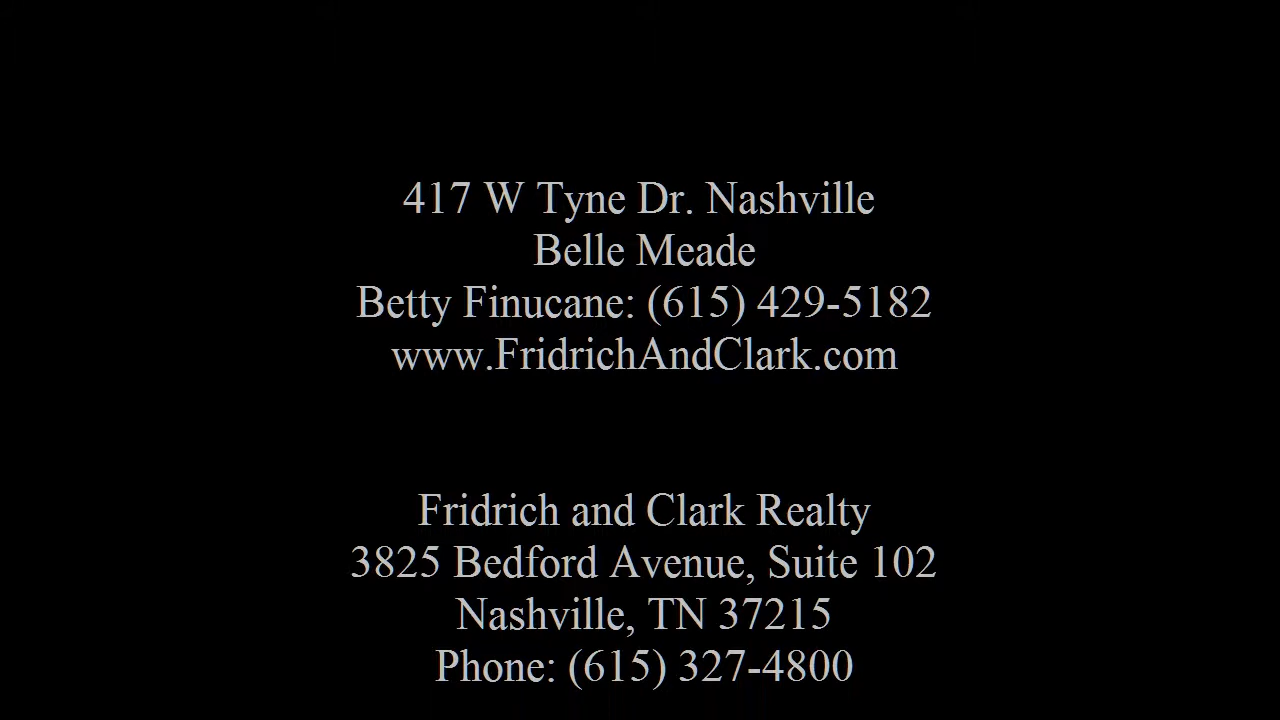 417 W Tyne Dr. Nashville
Belle Meade
Betty Finucane: (615) 429-5182
www.FridrichAndClark.com
Fridrich and Clark Realty
3825 Bedford Avenue, Suite 102
Nashville, TN 37215
Phone: (615) 327-4800